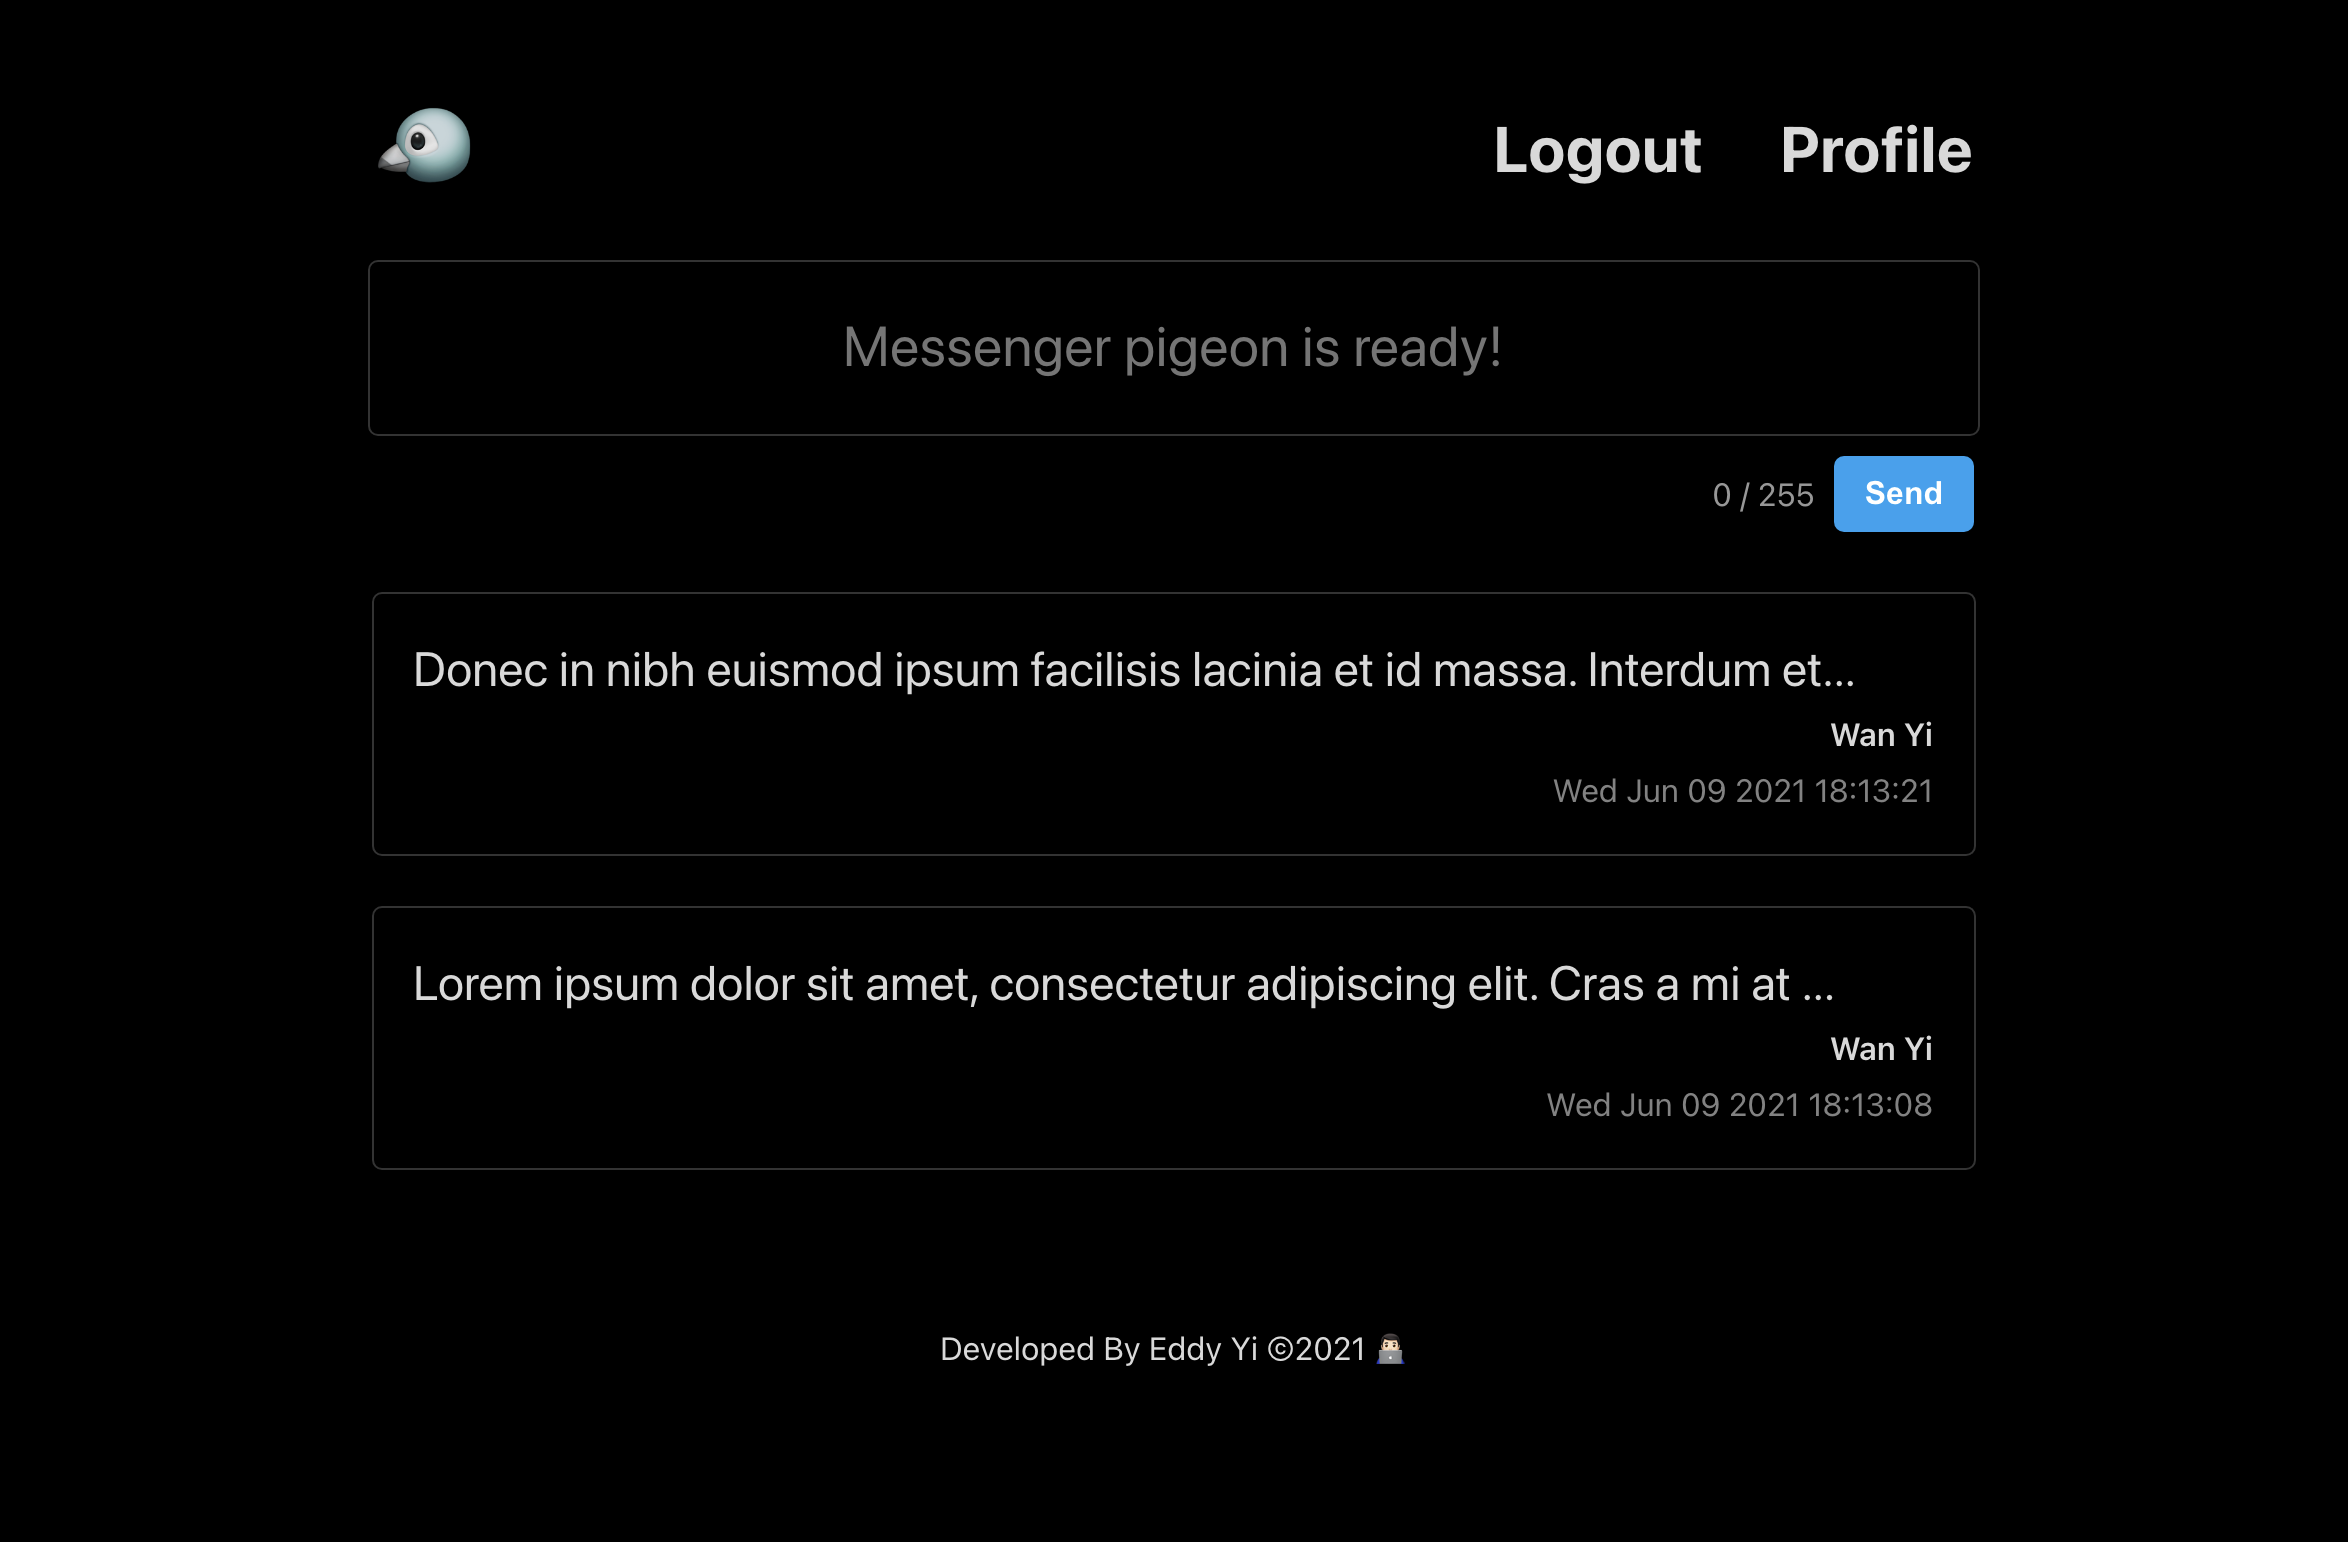 Logout Profile
Messenger pigeon is ready!
0 / 255 Send
Donec in nibh euismod ipsum facilisis lacinia et id massa. Interdum et...
Wan Yi
Wed Jun 09 2021 18:13:21
Lorem ipsum dolor sit amet, consectetur adipiscing elit. Cras a mi at ...
Wan Yi
Wed Jun 09 2021 18:13:08
Developed By Eddy Yi ©2021 👨🏻‍💻